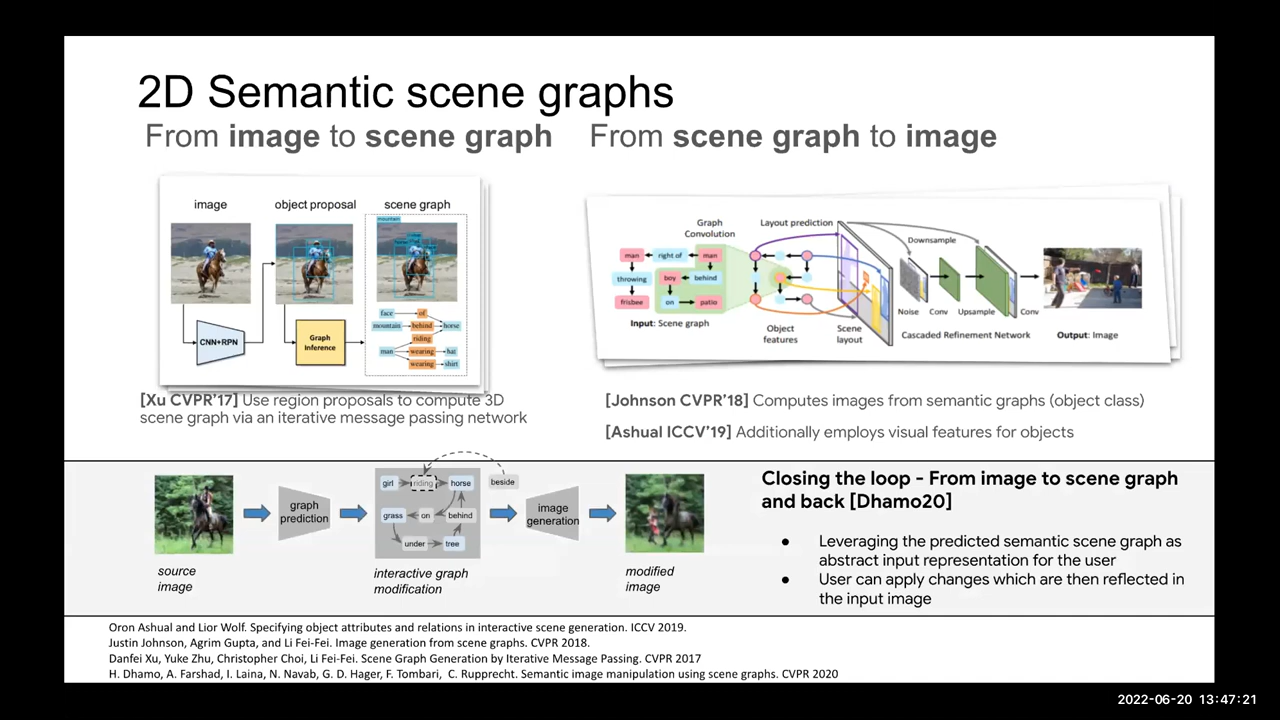 2D Semantic scene graphs
From image to scene graph
From scene graph to image
image
object proposal
scene graph
mountain
CNN+RPN
Graph
Inference
face
of
mountain
behind
horse
riding
man
wearing
hat
wearing
shirt
[Xu CVPR'17] Use region proposals to compute 3D
scene graph via an iterative message passing network
Graph
Convolution
Layout prediction
Downsample
man
right of
man
throwing
boy
behind
frisbee
on
patio
Input: Scene graph
Object
features
Scene
layout
Noise
Conv
Upsample
Conv
Cascaded Refinement Network
Output: Image
[Johnson CVPR'18] Computes images from semantic graphs (object class)
[Ashual ICCV'19] Additionally employs visual features for objects
source
image
graph
prediction
girl
riding
horse
beside
grass
on
behind
under
tree
interactive graph
modification
image
generation
modified
image
Closing the loop - From image to scene graph
and back [Dhamo20]
● Leveraging the predicted semantic scene graph as
abstract input representation for the user
● User can apply changes which are then reflected in
the input image
Oron Ashual and Lior Wolf. Specifying object attributes and relations in interactive scene generation. ICCV 2019.
Justin Johnson, Agrim Gupta, and Li Fei-Fei. Image generation from scene graphs. CVPR 2018.
Danfei Xu, Yuke Zhu, Christopher Choi, Li Fei-Fei. Scene Graph Generation by Iterative Message Passing. CVPR 2017
H. Dhamo, A. Farshad, I. Laina, N. Navab, G. D. Hager, F. Tombari, C. Rupprecht. Semantic image manipulation using scene graphs. CVPR 2020
2022-06-20 13:47:21